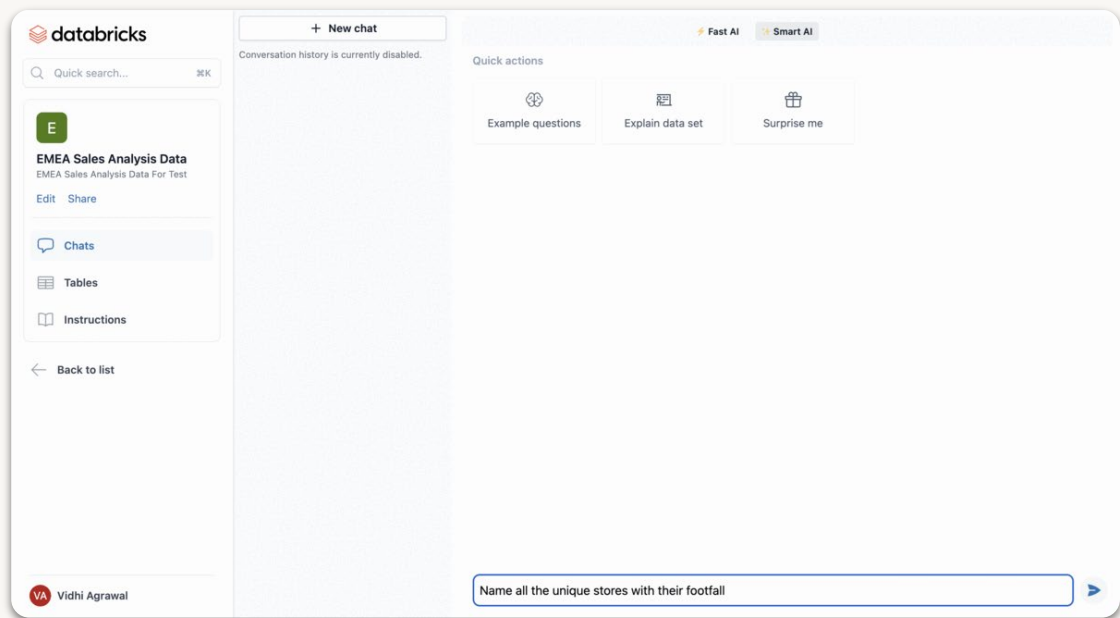 databricks
Quick search... ⌘K
E
EMEA Sales Analysis Data
EMEA Sales Analysis Data For Test
Edit Share
Chats
Tables
Instructions
Back to list
VA Vidhi Agrawal
+ New chat
Conversation history is currently disabled.
Fast AI Smart AI
Quick actions
Example questions Explain data set Surprise me
Name all the unique stores with their footfall